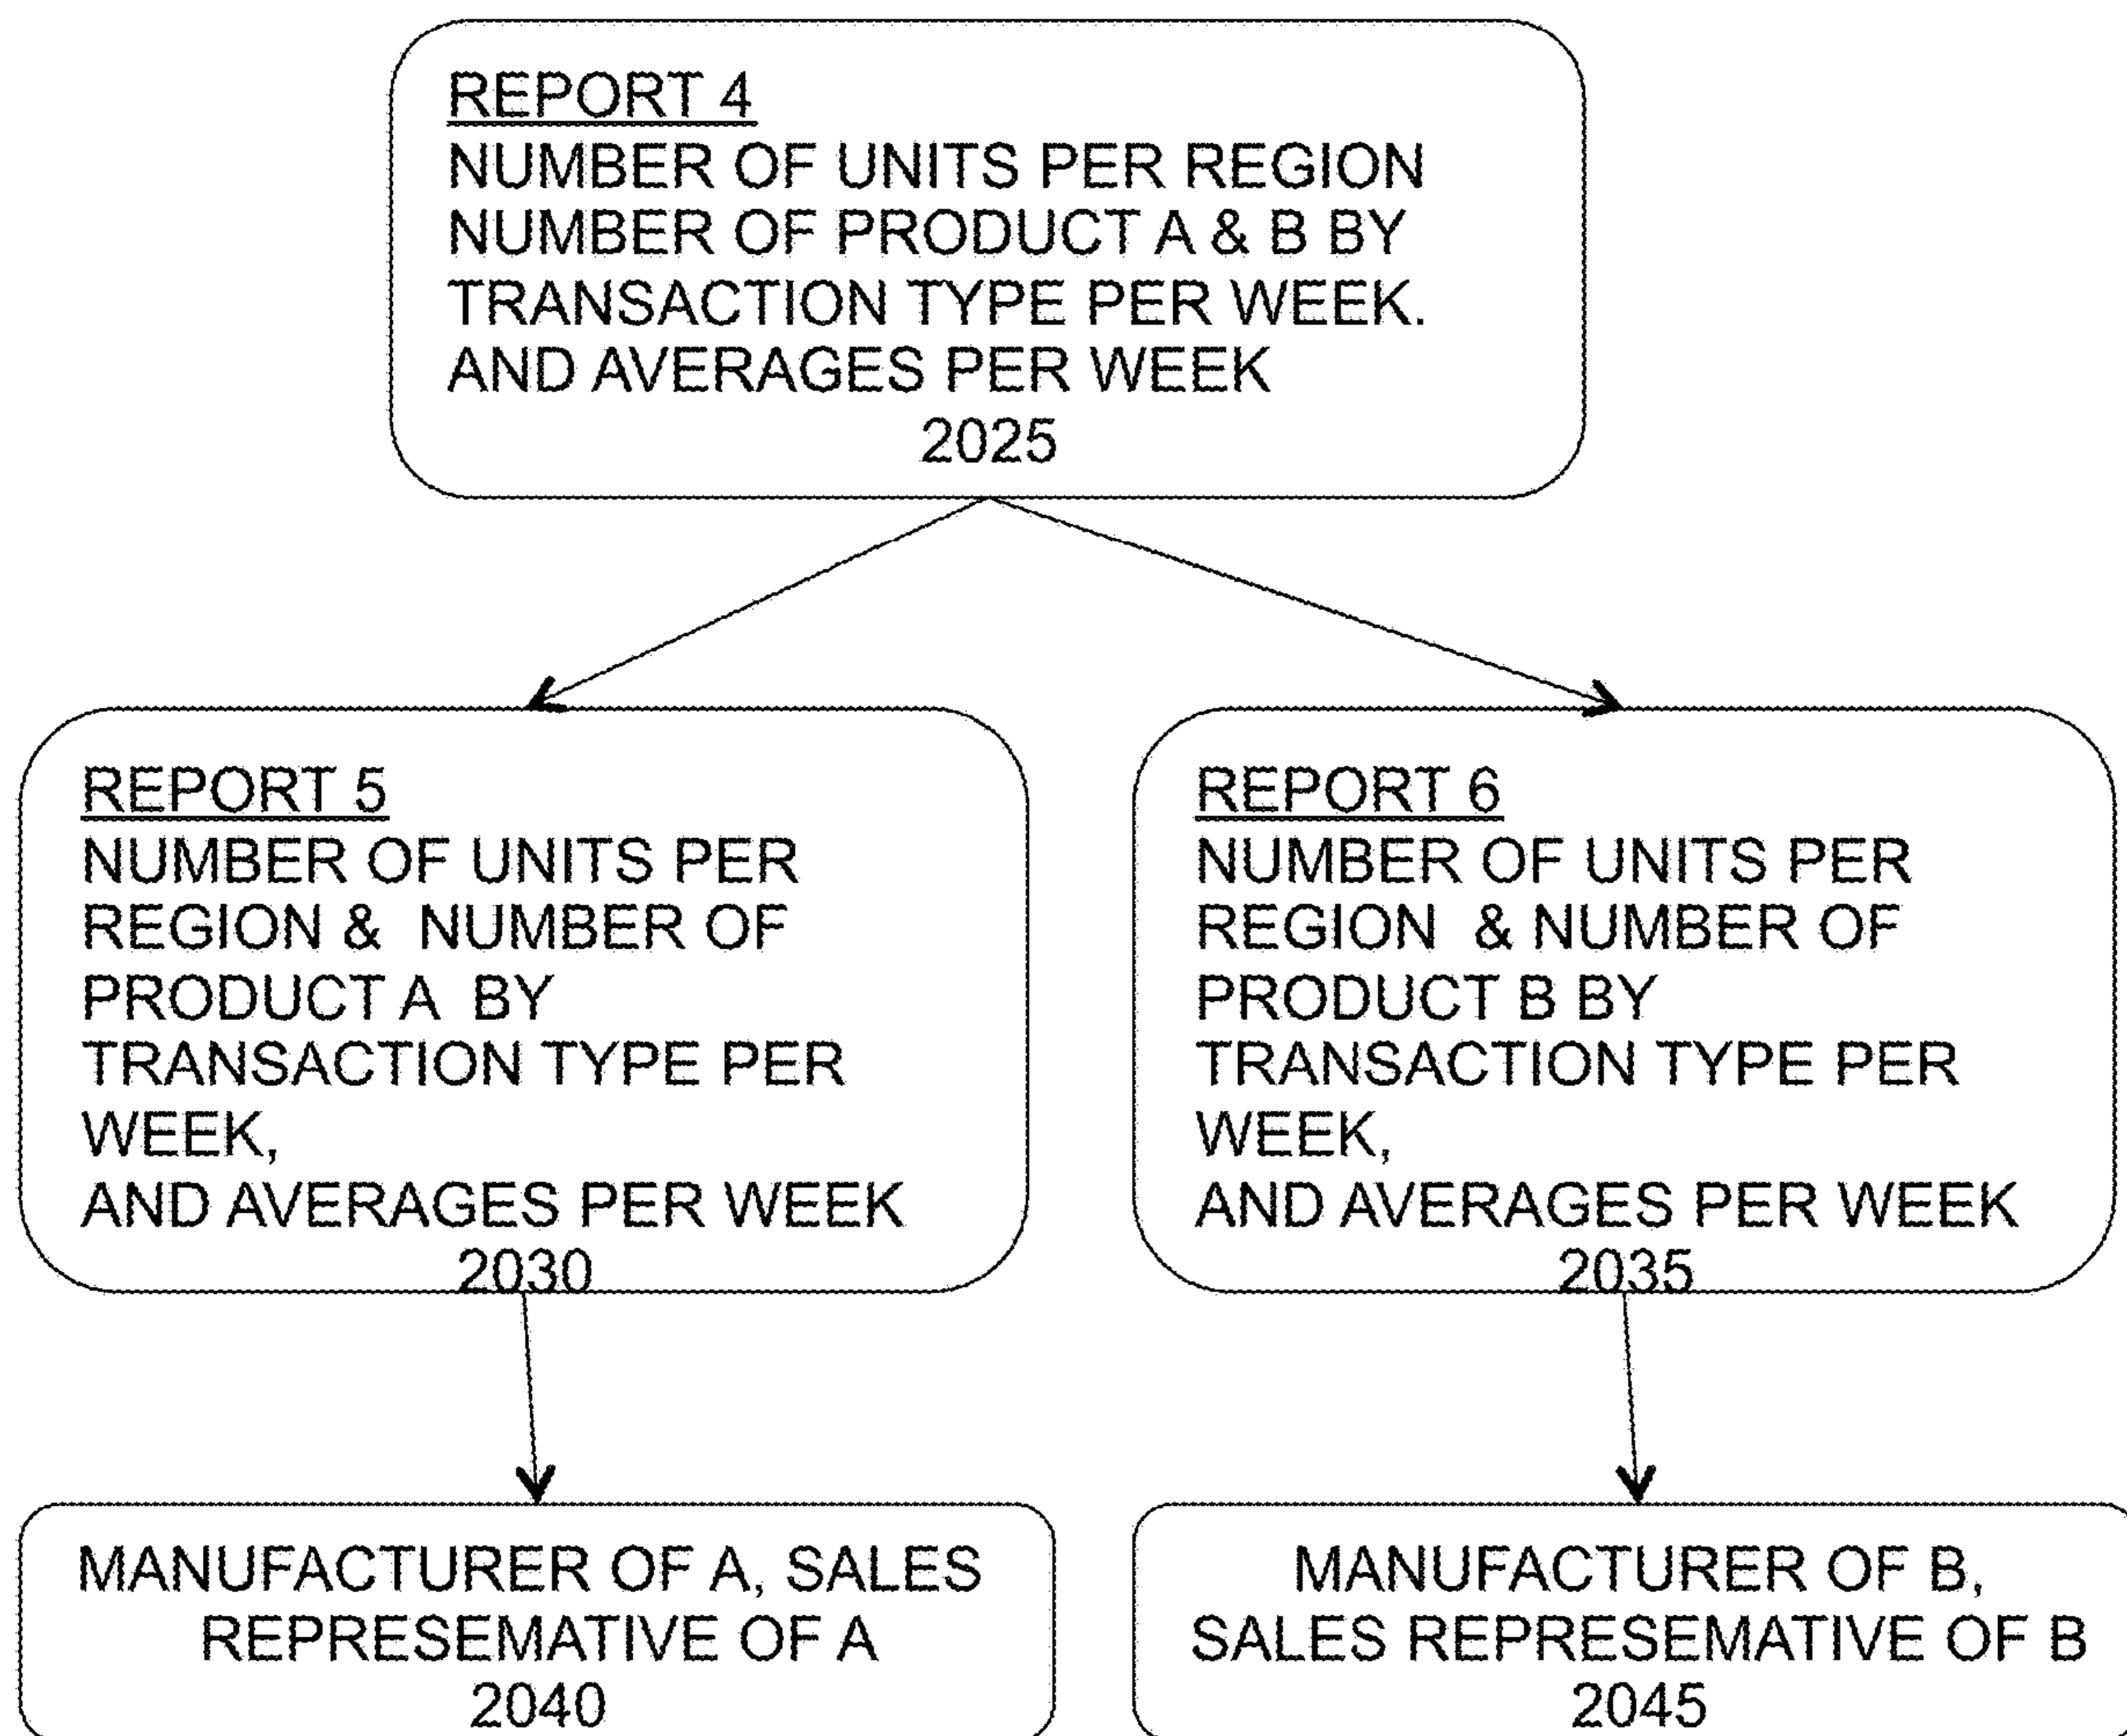 REPORT 4
NUMBER OF UNITS PER REGION
NUMBER OF PRODUCT A & B BY
TRANSACTION TYPE PER WEEK.
AND AVERAGES PER WEEK
2025
REPORT 5
NUMBER OF UNITS PER
REGION & NUMBER OF
PRODUCT A BY
TRANSACTION TYPE PER
WEEK,
AND AVERAGES PER WEEK
2030
REPORT 6
NUMBER OF UNITS PER
REGION & NUMBER OF
PRODUCT B BY
TRANSACTION TYPE PER
WEEK,
AND AVERAGES PER WEEK
2035
MANUFACTURER OF A, SALES
REPRESEMATIVE OF A
2040
MANUFACTURER OF B,
SALES REPRESEMATIVE OF B
2045